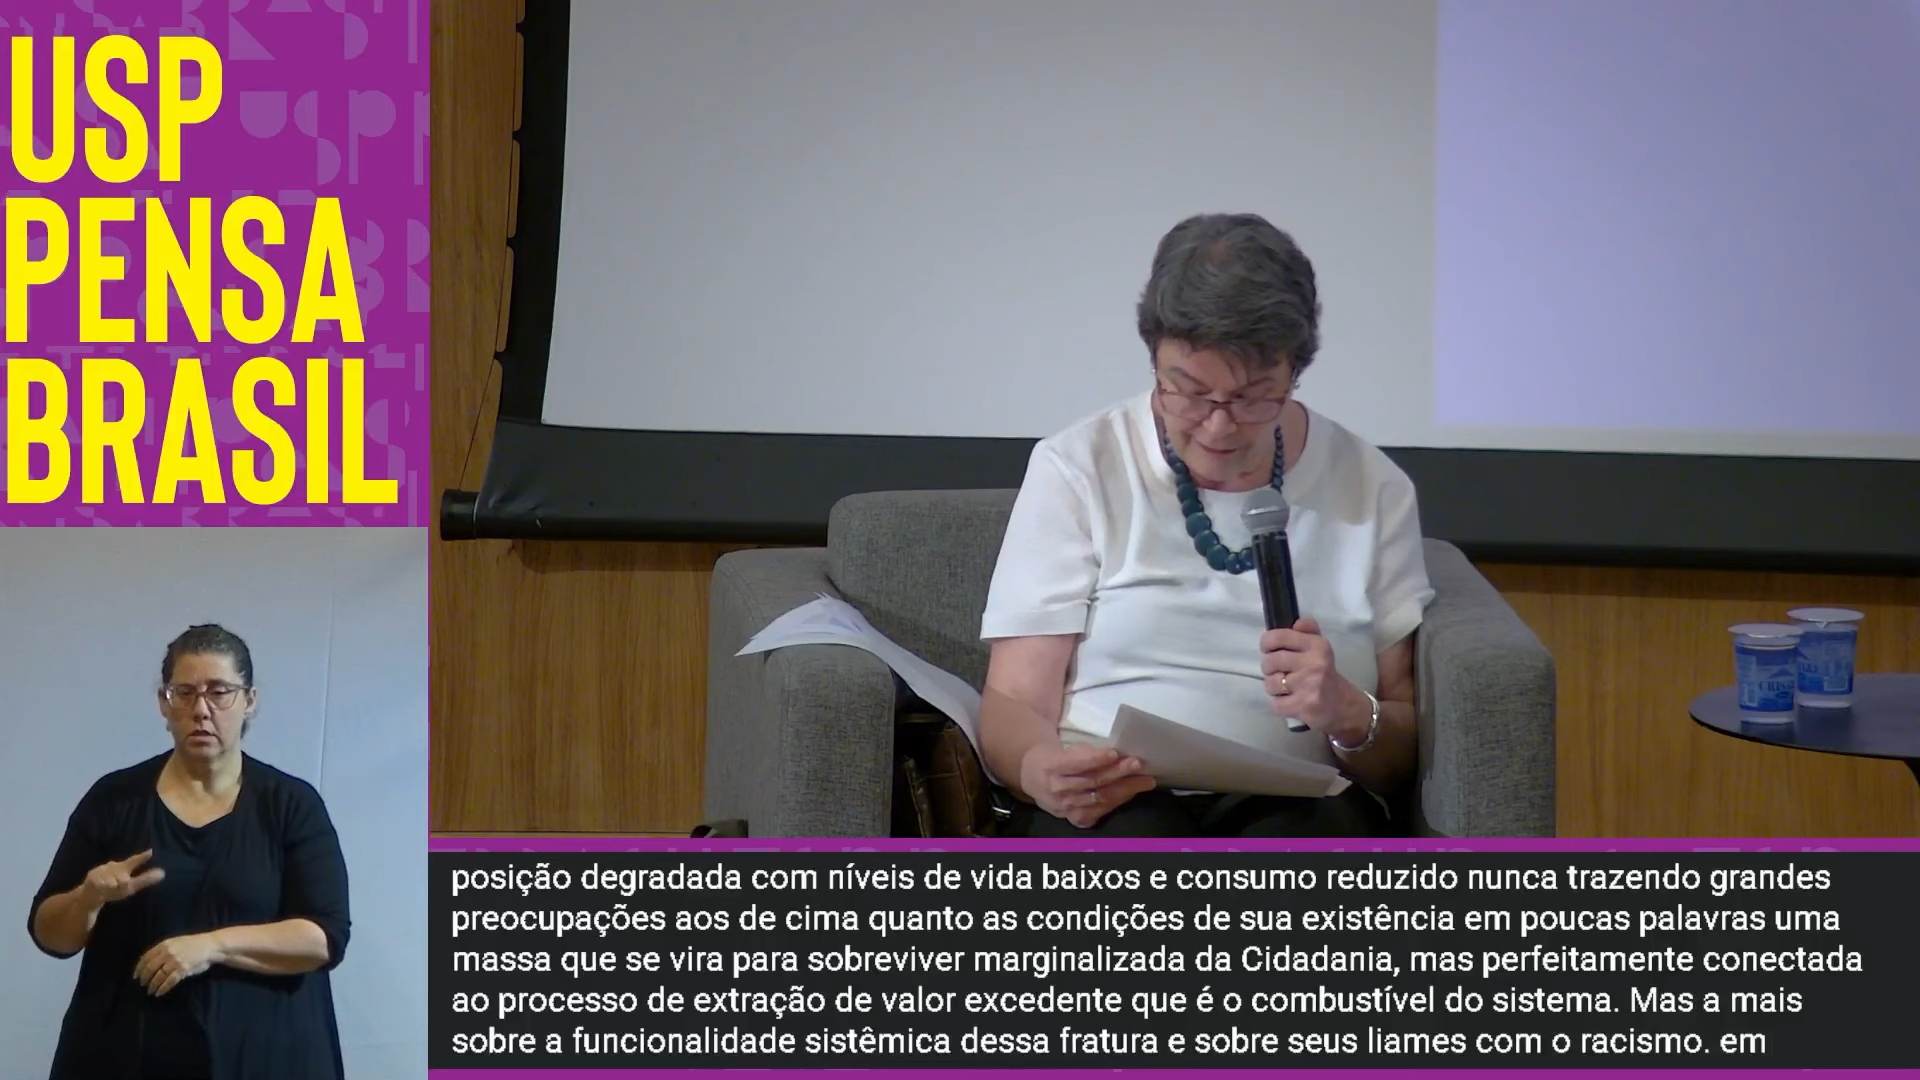 USP
PENSA
BRASIL
posição degradada com níveis de vida baixos e consumo reduzido nunca trazendo grandes
preocupações aos de cima quanto as condições de sua existência em poucas palavras uma
massa que se vira para sobreviver marginalizada da Cidadania, mas perfeitamente conectada
ao processo de extração de valor excedente que é o combustível do sistema. Mas a mais
sobre a funcionalidade sistêmica dessa fratura e sobre seus liames com o racismo. em